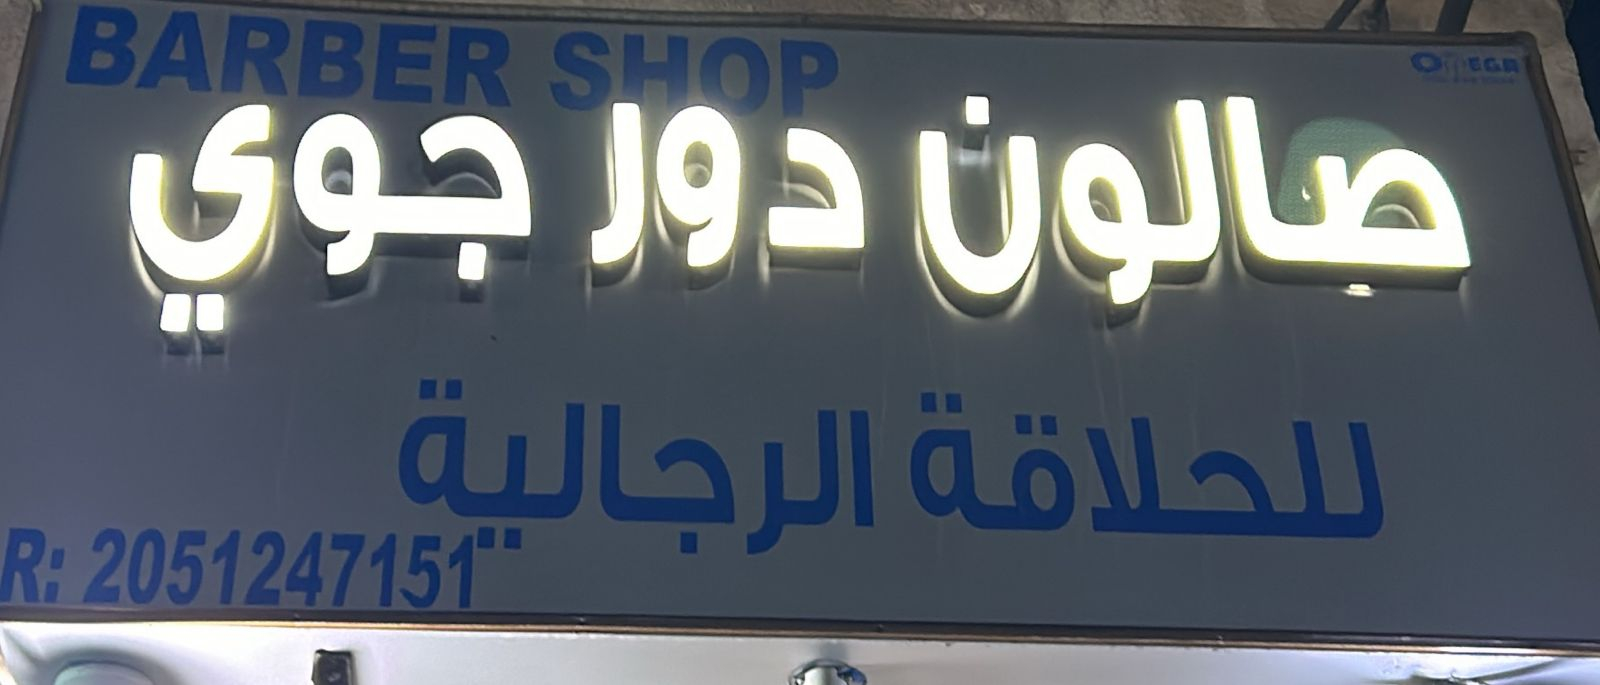 BARBER SHOP
صالون دور جوي
للحلاقة الرجالية
R: 2051247151